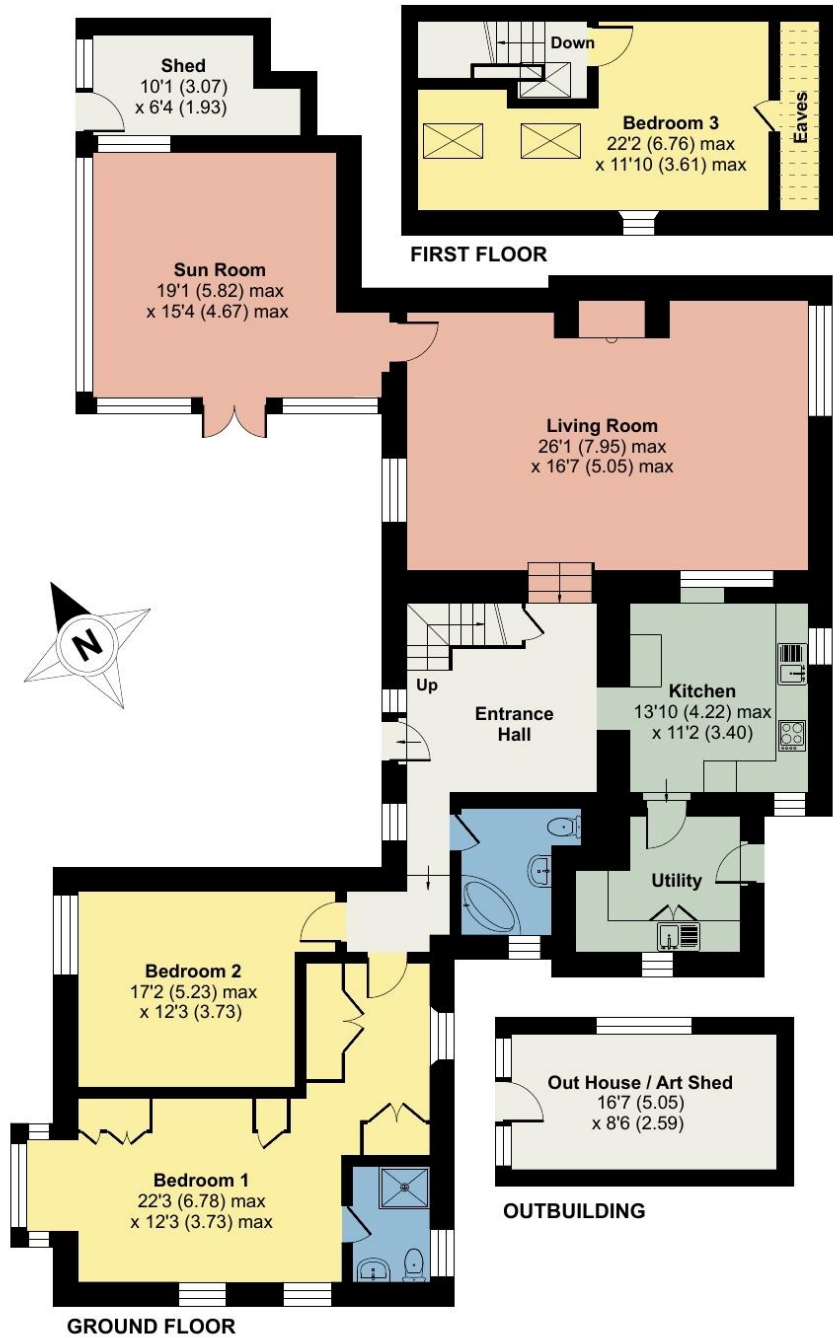 Shed
10'1 (3.07)
x 6'4 (1.93)
Down
Bedroom 3
22'2 (6.76) max
x 11'10 (3.61) max
Eaves
FIRST FLOOR
Sun Room
19'1 (5.82) max
x 15'4 (4.67) max
Living Room
26'1 (7.95) max
x 16'7 (5.05) max
N
Up
Entrance
Hall
Kitchen
13'10 (4.22) max
x 11'2 (3.40)
Utility
Bedroom 2
17'2 (5.23) max
x 12'3 (3.73)
Out House / Art Shed
16'7 (5.05)
x 8'6 (2.59)
OUTBUILDING
Bedroom 1
22'3 (6.78) max
x 12'3 (3.73) max
GROUND FLOOR